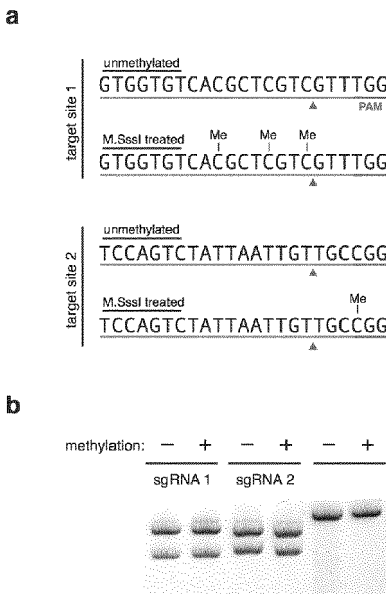 a
target site 1
unmethylated
GTGGTGTCACGCTCGTCGTTTGG
PAM
Me Me Me
M.SssI treated
GTGGTGTCACGCTCGTCGTTTGG
target site 2
unmethylated
TCCAGTCTATTAATTGTTGCCGG
Me
M.SssI treated
TCCAGTCTATTAATTGTTGCCGG
b
methylation: – + – + – +
sgRNA 1 sgRNA 2